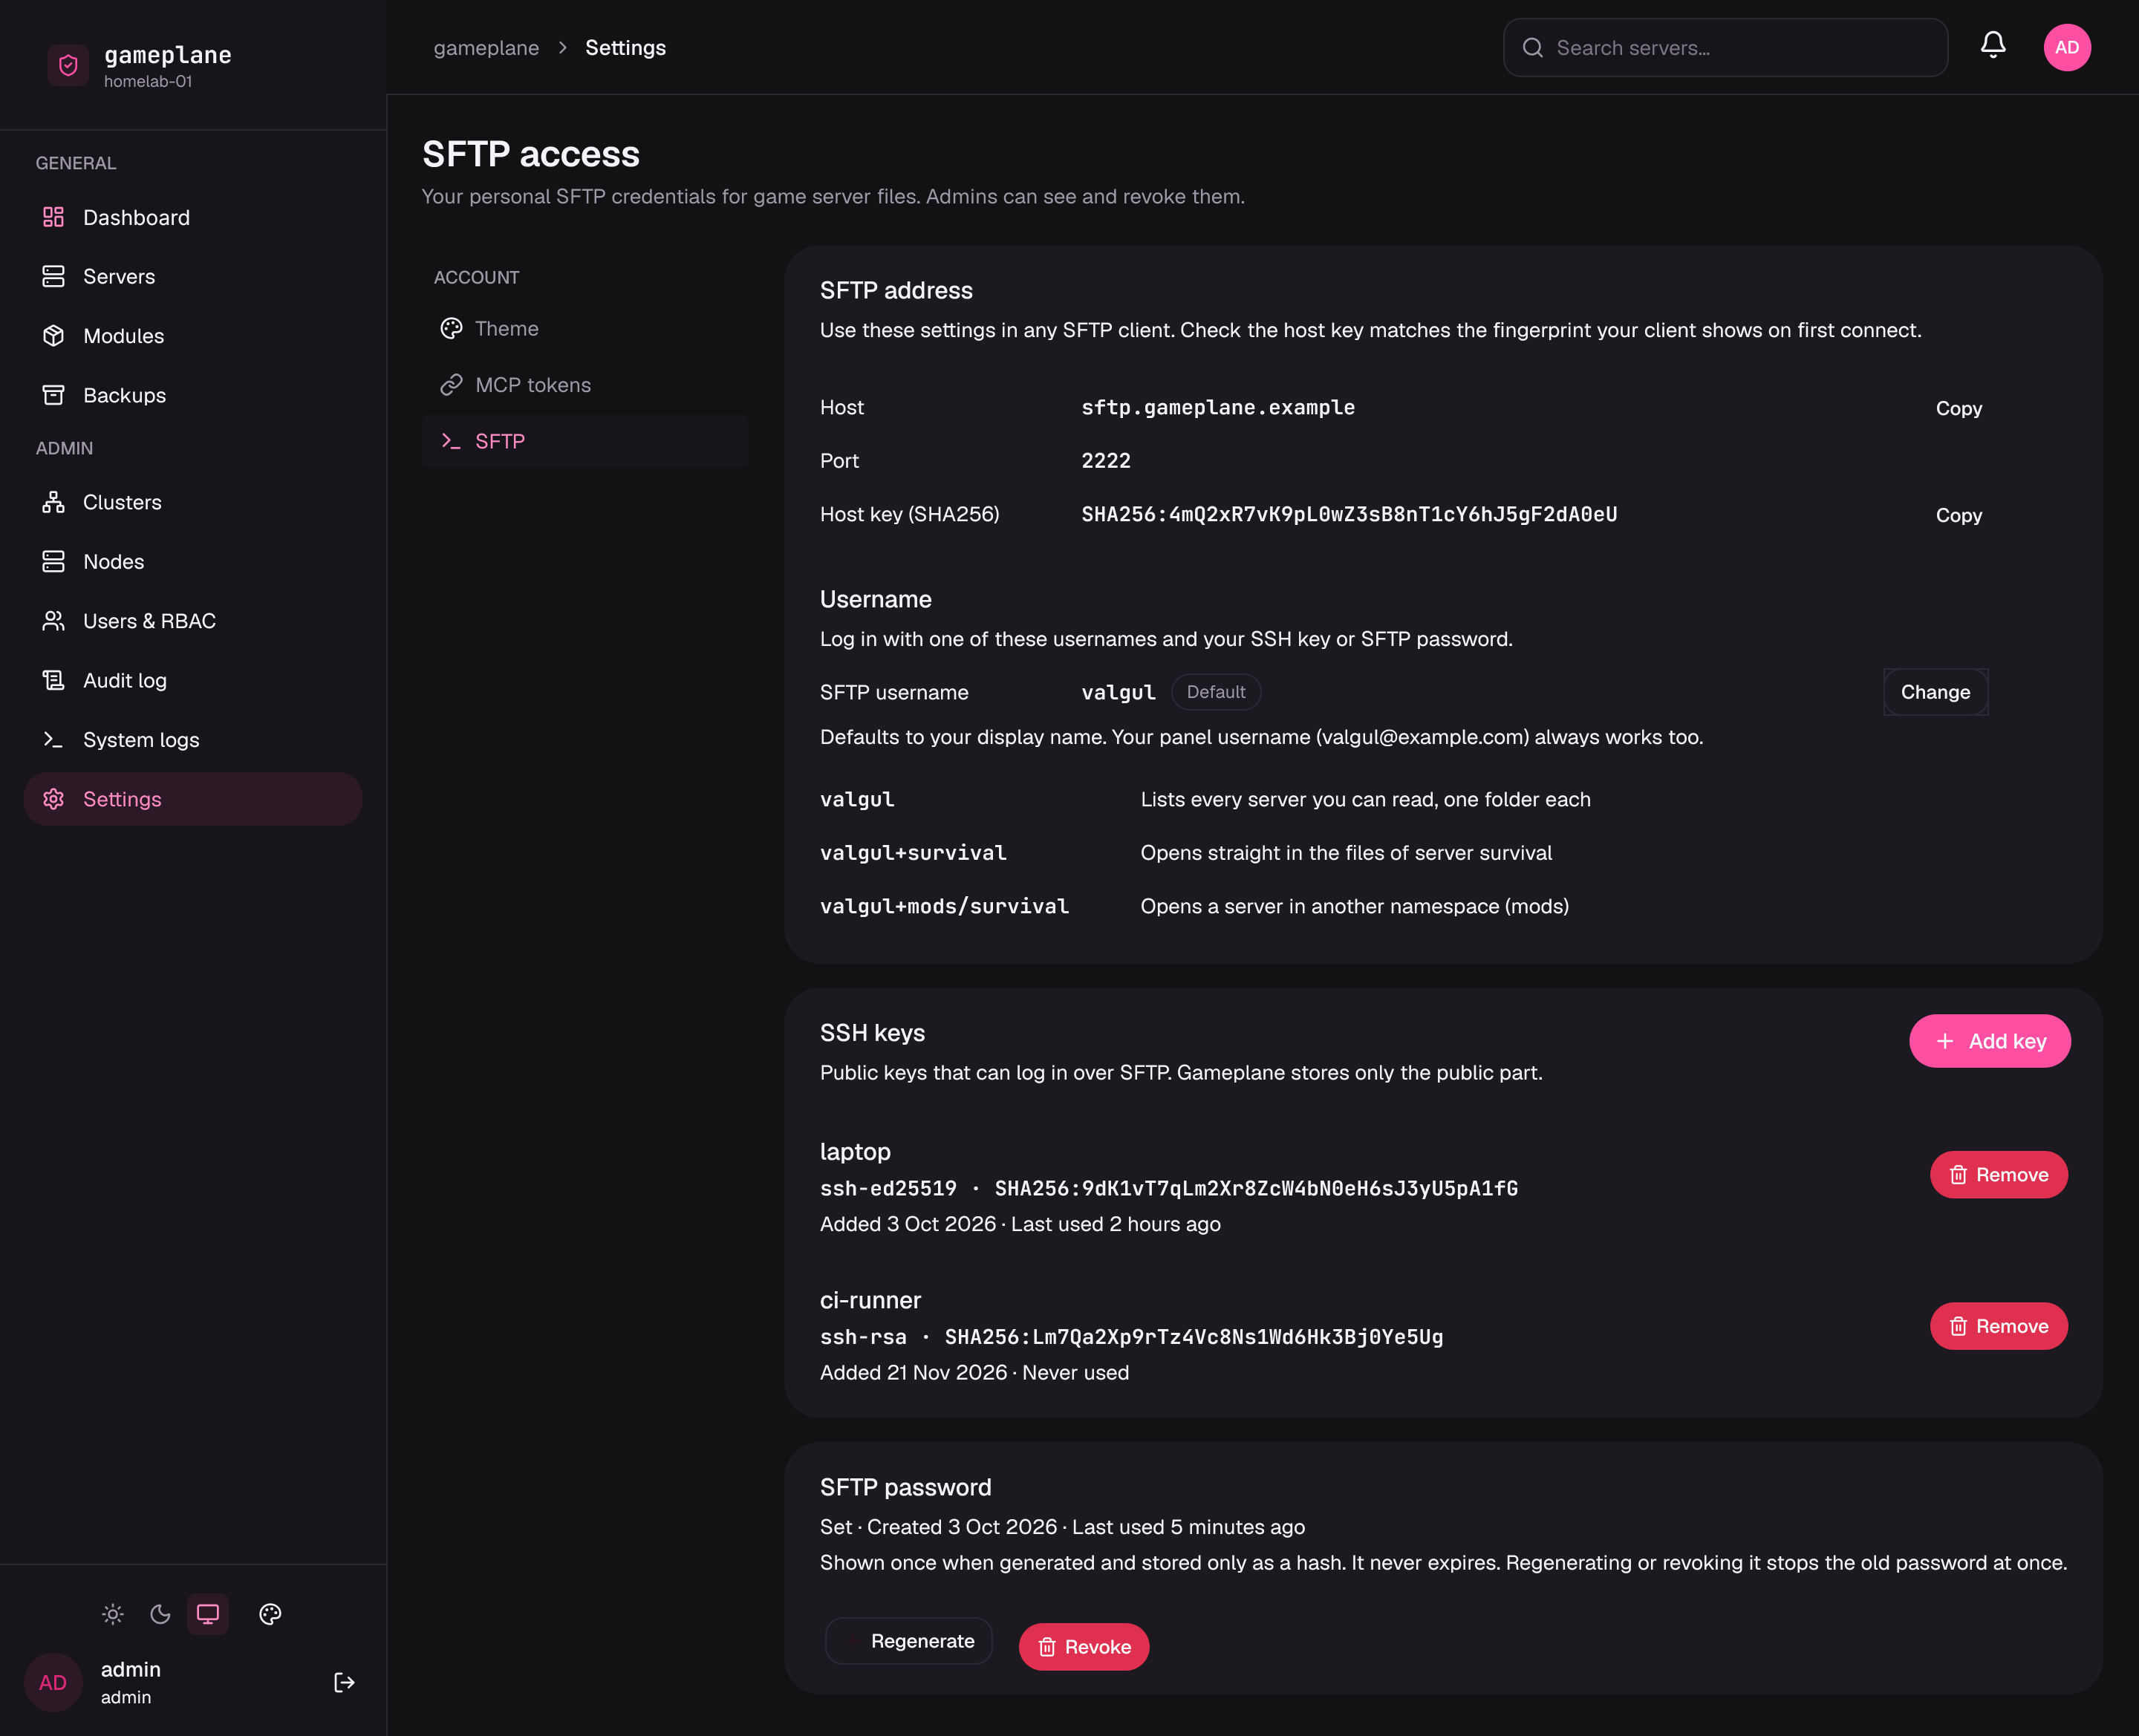 gameplane
homelab-01
GENERAL
Dashboard
Servers
Modules
Backups
ADMIN
Clusters
Nodes
Users & RBAC
Audit log
System logs
Settings
AD
admin
admin
gameplane > Settings
Search servers...
AD
SFTP access
Your personal SFTP credentials for game server files. Admins can see and revoke them.
ACCOUNT
Theme
MCP tokens
SFTP
SFTP address
Use these settings in any SFTP client. Check the host key matches the fingerprint your client shows on first connect.
Host sftp.gameplane.example Copy
Port 2222
Host key (SHA256) SHA256:4mQ2xR7vK9pL0wZ3sB8nT1cY6hJ5gF2dA0eU Copy
Username
Log in with one of these usernames and your SSH key or SFTP password.
SFTP username valgul Default Change
Defaults to your display name. Your panel username (valgul@example.com) always works too.
valgul Lists every server you can read, one folder each
valgul+survival Opens straight in the files of server survival
valgul+mods/survival Opens a server in another namespace (mods)
SSH keys
Add key
Public keys that can log in over SFTP. Gameplane stores only the public part.
laptop
ssh-ed25519 · SHA256:9dK1vT7qLm2Xr8ZcW4bN0eH6sJ3yU5pA1fG
Added 3 Oct 2026 · Last used 2 hours ago
Remove
ci-runner
ssh-rsa · SHA256:Lm7Qa2Xp9rTz4Vc8Ns1Wd6Hk3Bj0Ye5Ug
Added 21 Nov 2026 · Never used
Remove
SFTP password
Set · Created 3 Oct 2026 · Last used 5 minutes ago
Shown once when generated and stored only as a hash. It never expires. Regenerating or revoking it stops the old password at once.
Regenerate
Revoke